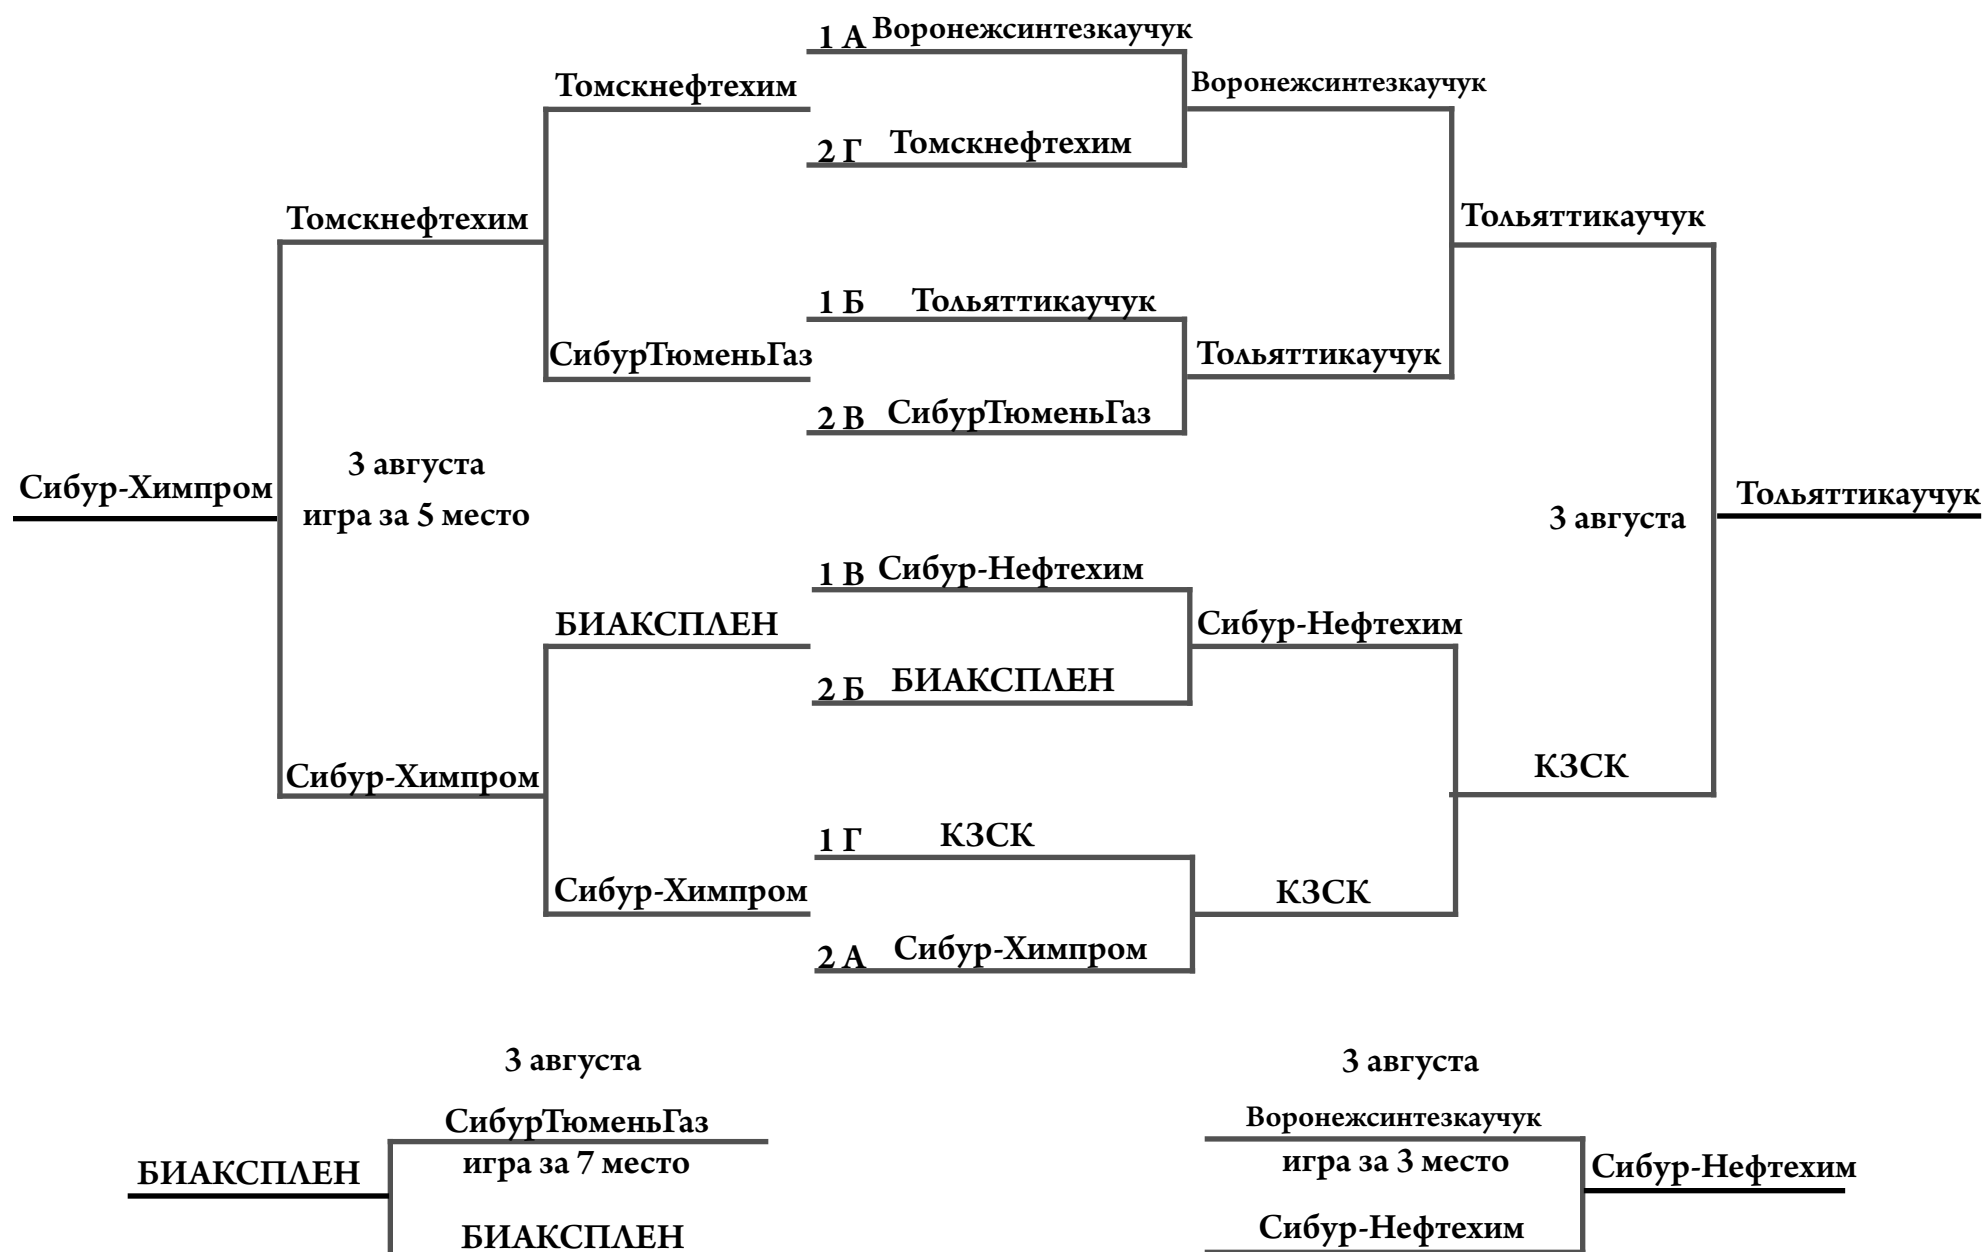 1 А Воронежсинтезкаучук
Томскнефтехим
Воронежсинтезкаучук
2 Г Томскнефтехим
Томскнефтехим
Тольяттикаучук
1 Б Тольяттикаучук
СибурТюменьГаз
Тольяттикаучук
2 В СибурТюменьГаз
3 августа
игра за 5 место
Сибур-Химпром
3 августа
Тольяттикаучук
1 В Сибур-Нефтехим
БИАКСПЛЕН
Сибур-Нефтехим
2 Б БИАКСПЛЕН
Сибур-Химпром
КЗСК
1 Г КЗСК
Сибур-Химпром
КЗСК
2 А Сибур-Химпром
3 августа
СибурТюменьГаз
игра за 7 место
БИАКСПЛЕН
БИАКСПЛЕН
3 августа
Воронежсинтезкаучук
игра за 3 место
Сибур-Нефтехим
Сибур-Нефтехим